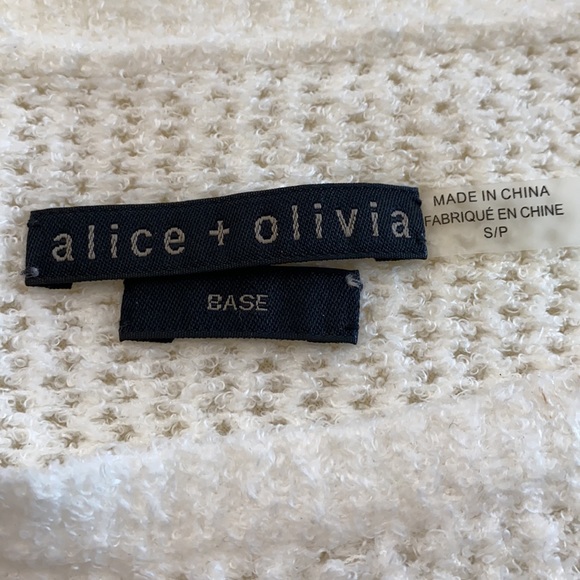 alice + olivia
BASE
MADE IN CHINA
FABRIQUÉ EN CHINE
S/P